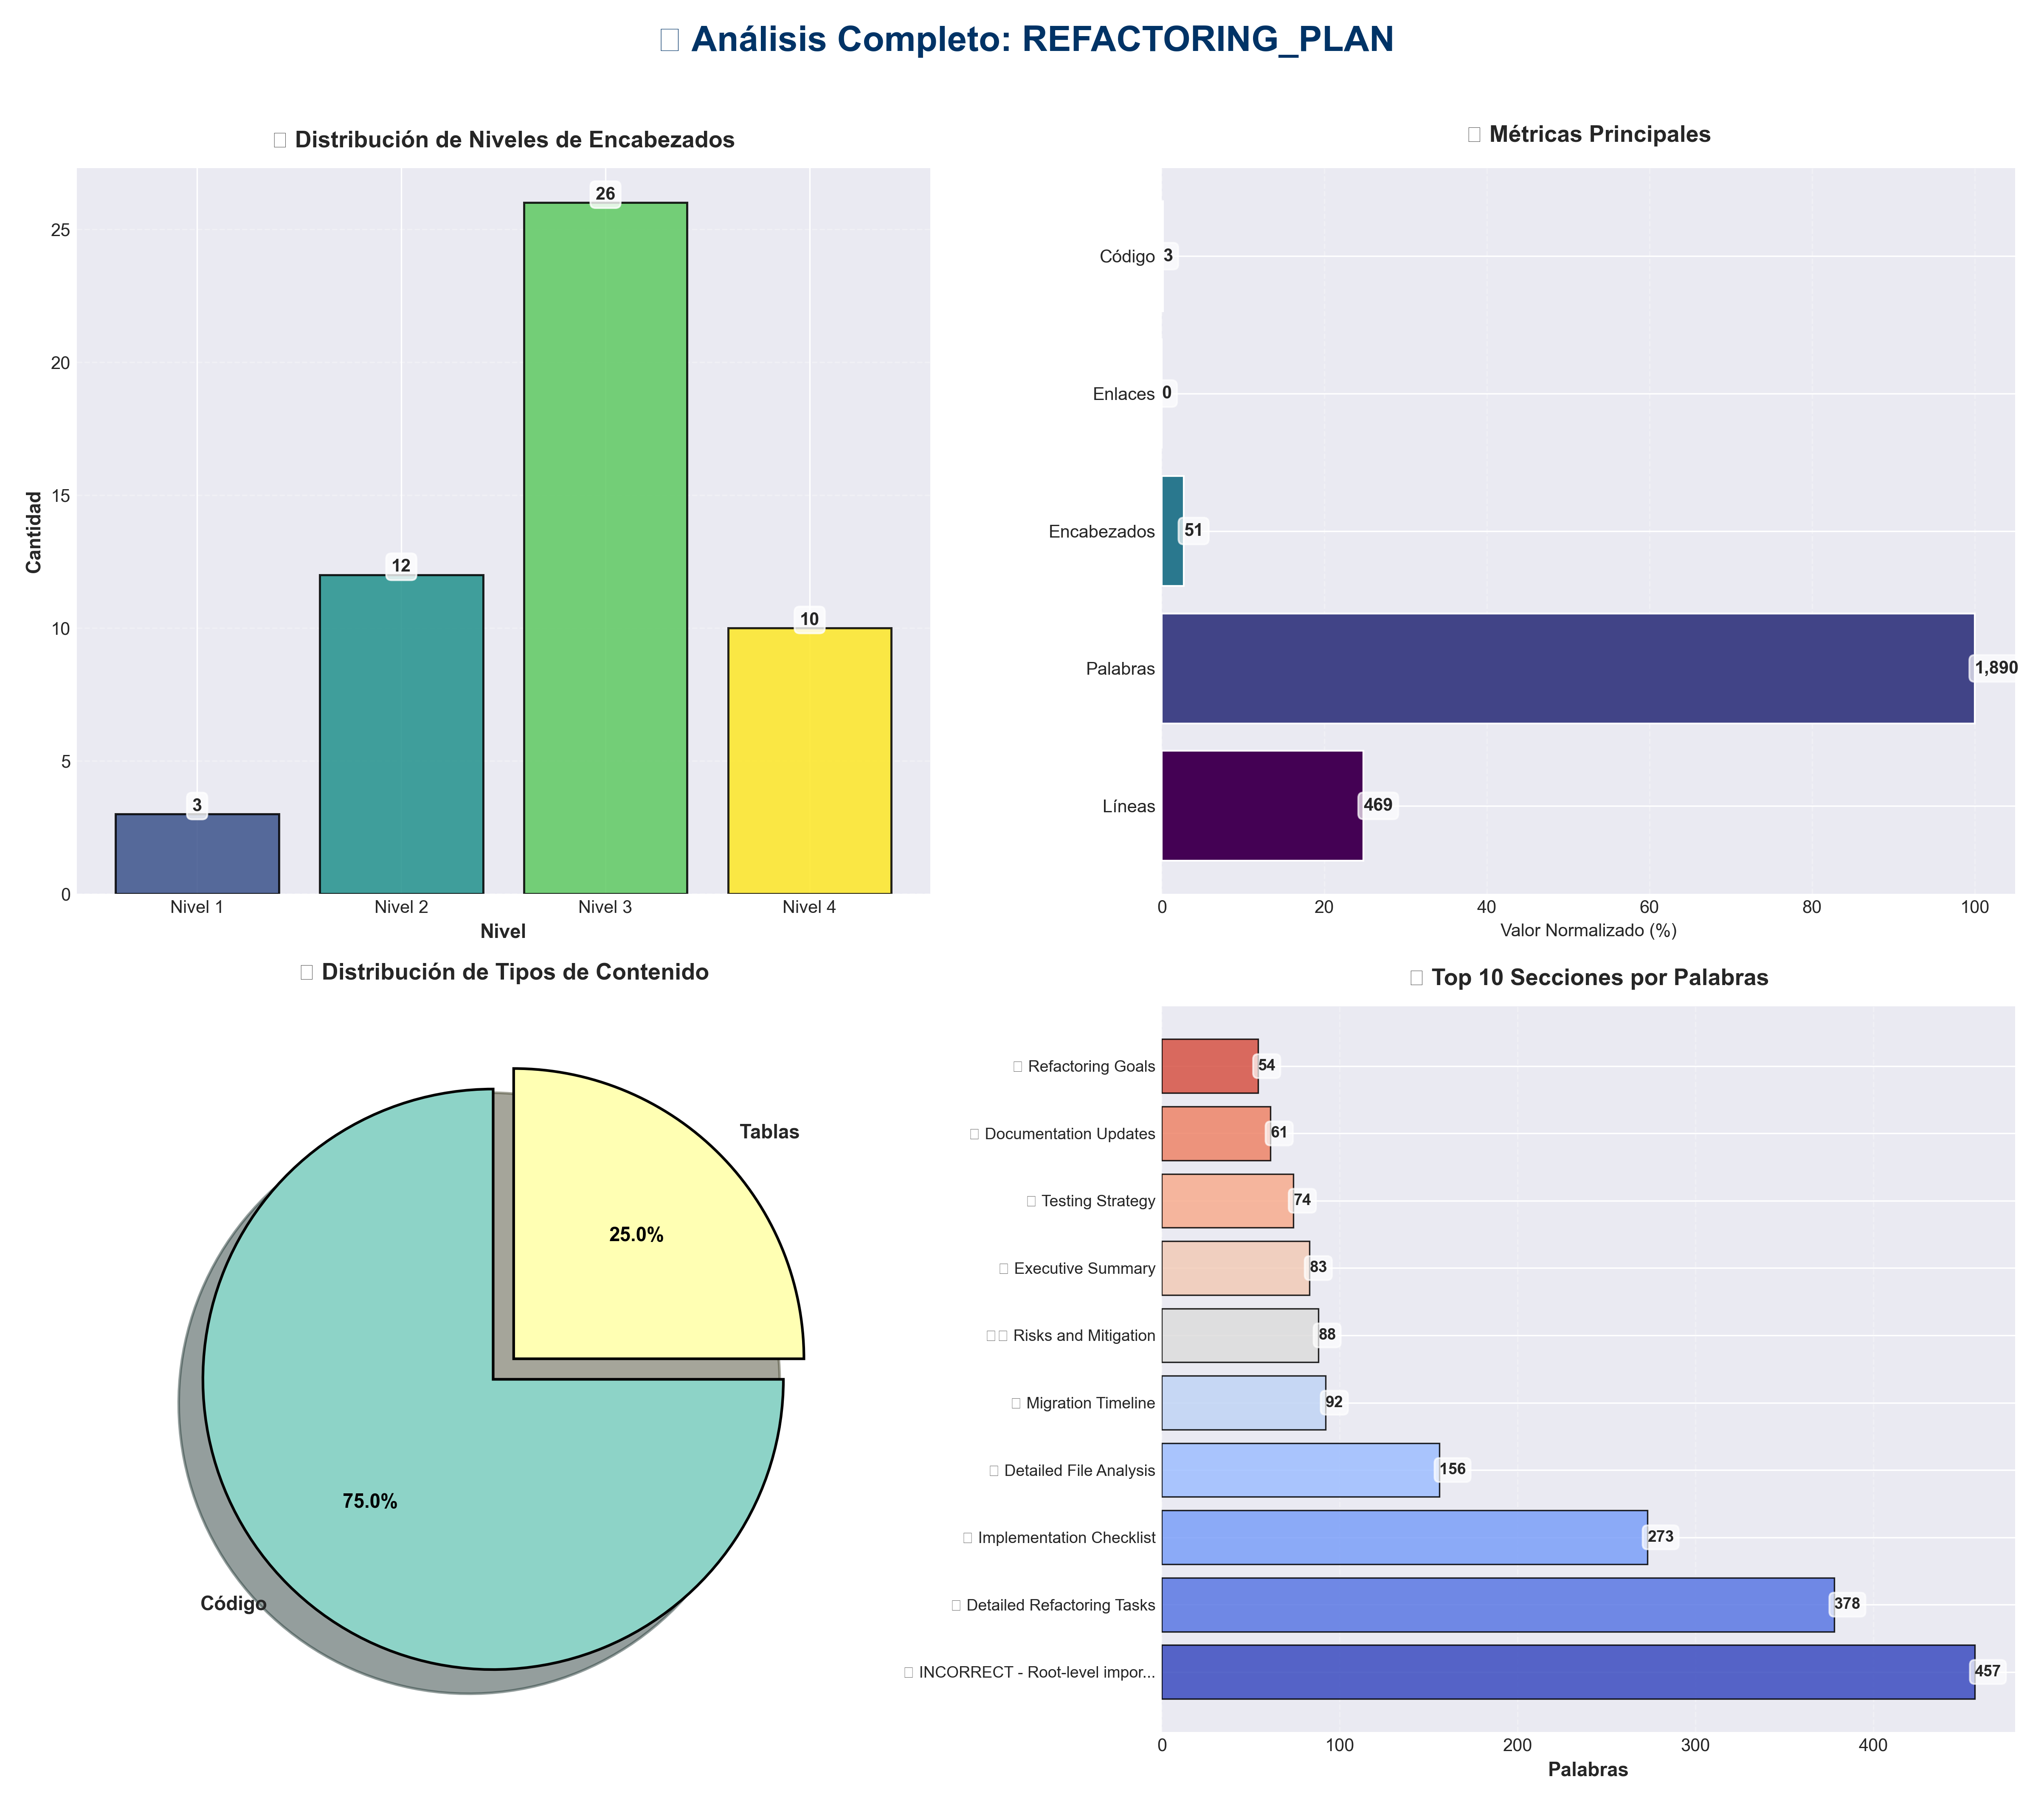 Análisis Completo: REFACTORING_PLAN
Distribución de Niveles de Encabezados
Cantidad
25
20
15
10
5
0
3
12
26
10
Nivel 1
Nivel 2
Nivel 3
Nivel 4
Nivel
Métricas Principales
Código
3
Enlaces
0
Encabezados
51
Palabras
1,890
Líneas
469
0
20
40
60
80
100
Valor Normalizado (%)
Distribución de Tipos de Contenido
Tablas
25.0%
75.0%
Código
Top 10 Secciones por Palabras
Refactoring Goals
54
Documentation Updates
61
Testing Strategy
74
Executive Summary
83
Risks and Mitigation
88
Migration Timeline
92
Detailed File Analysis
156
Implementation Checklist
273
Detailed Refactoring Tasks
378
INCORRECT - Root-level impor...
457
0
100
200
300
400
Palabras